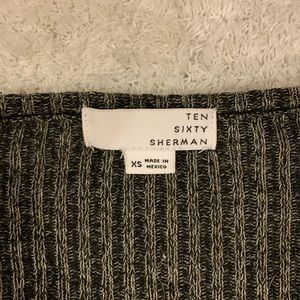 TEN
SIXTY
SHERMAN
XS MADE IN
MEXICO